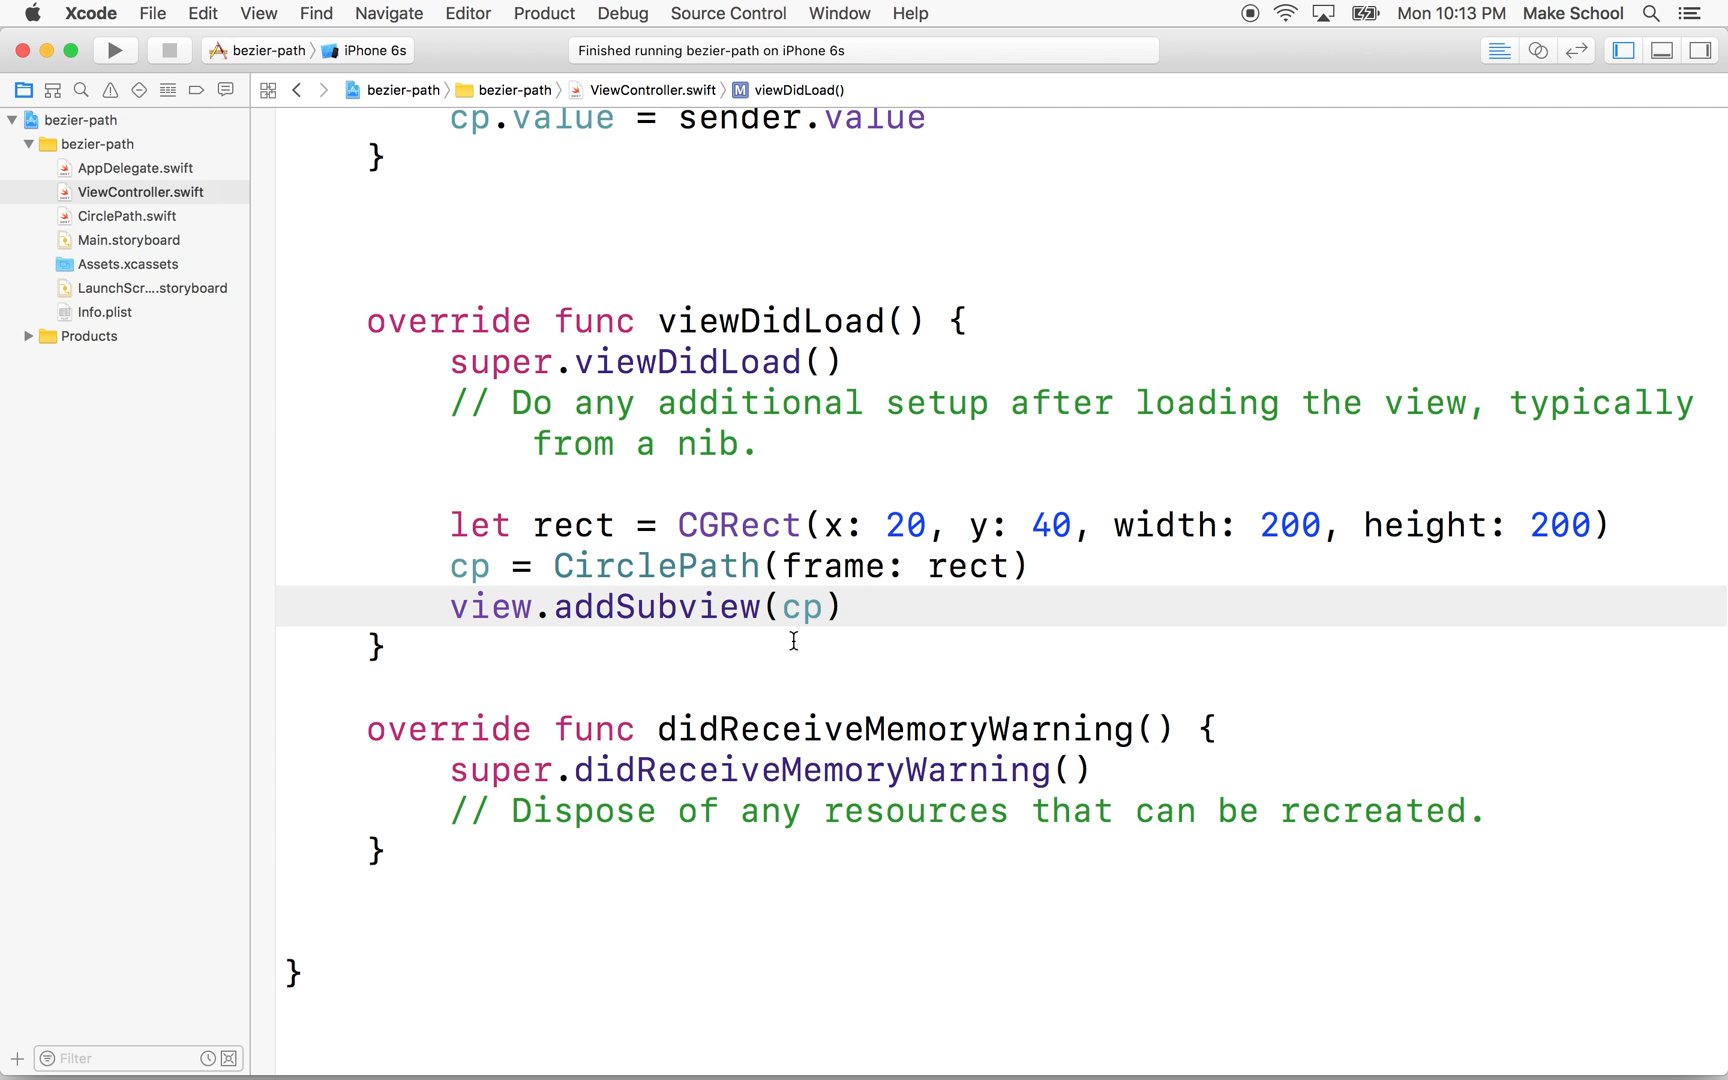 Xcode File Edit View Find Navigate Editor Product Debug Source Control Window Help Mon 10:13 PM Make School
bezier-path iPhone 6s Finished running bezier-path on iPhone 6s
bezier-path bezier-path ViewController.swift M viewDidLoad()
bezier-path
bezier-path
AppDelegate.swift
ViewController.swift
CirclePath.swift
Main.storyboard
Assets.xcassets
LaunchScr....storyboard
Info.plist
Products
Filter
cp.value = sender.value
}
override func viewDidLoad() {
super.viewDidLoad()
// Do any additional setup after loading the view, typically
from a nib.
let rect = CGRect(x: 20, y: 40, width: 200, height: 200)
cp = CirclePath(frame: rect)
view.addSubview(cp)
}
override func didReceiveMemoryWarning() {
super.didReceiveMemoryWarning()
// Dispose of any resources that can be recreated.
}
}